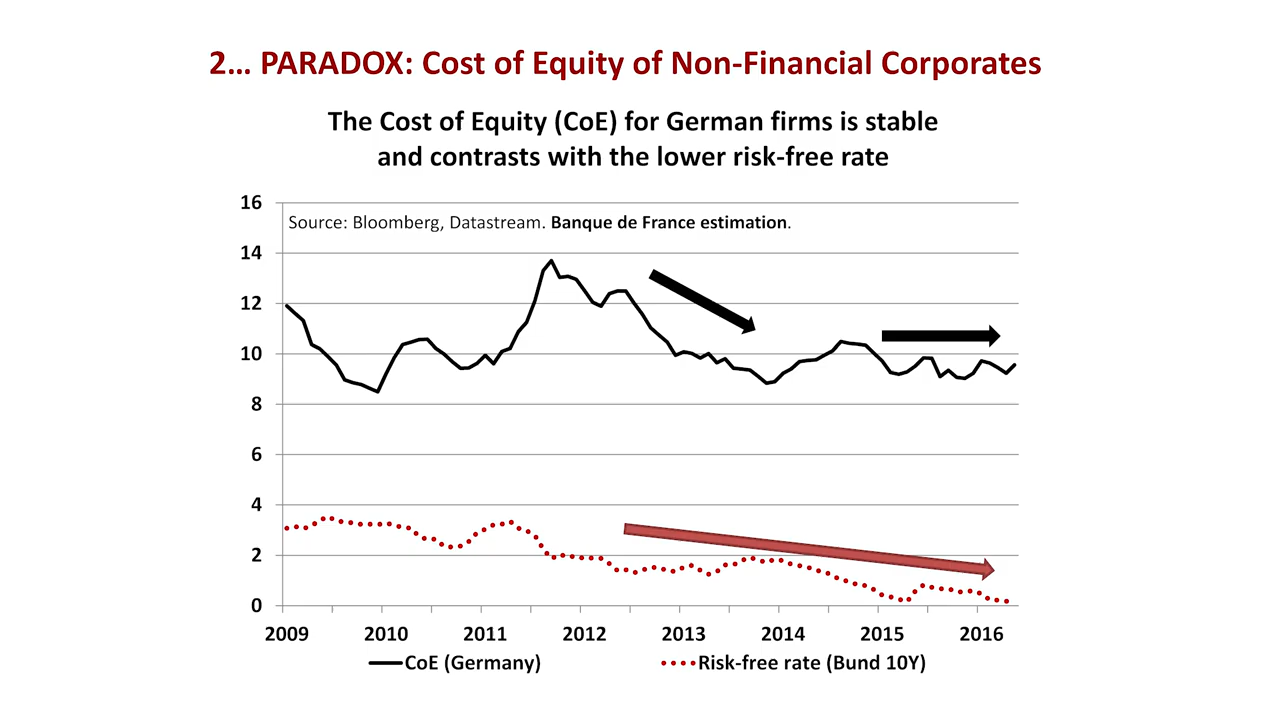 2… PARADOX: Cost of Equity of Non-Financial Corporates
The Cost of Equity (CoE) for German firms is stable
and contrasts with the lower risk-free rate
16
Source: Bloomberg, Datastream. Banque de France estimation.
14
12
10
8
6
4
2
0
2009 2010 2011 2012 2013 2014 2015 2016
CoE (Germany) Risk-free rate (Bund 10Y)